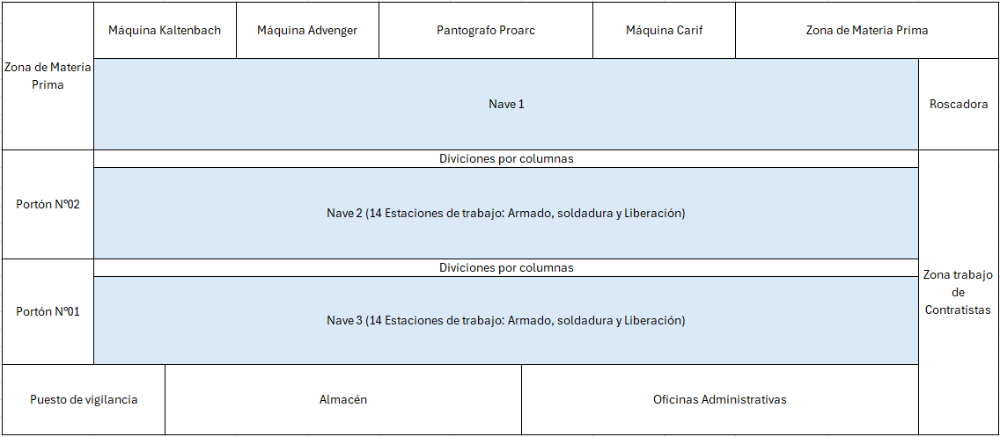 Máquina Kaltenbach
Máquina Advenger
Pantografo Proarc
Máquina Carif
Zona de Materia Prima
Zona de Materia
Prima
Nave 1
Roscadora
Diviciones por columnas
Portón N°02
Nave 2 (14 Estaciones de trabajo: Armado, soldadura y Liberación)
Diviciones por columnas
Zona trabajo
de
Contratistas
Portón N°01
Nave 3 (14 Estaciones de trabajo: Armado, soldadura y Liberación)
Puesto de vigilancia
Almacén
Oficinas Administrativas